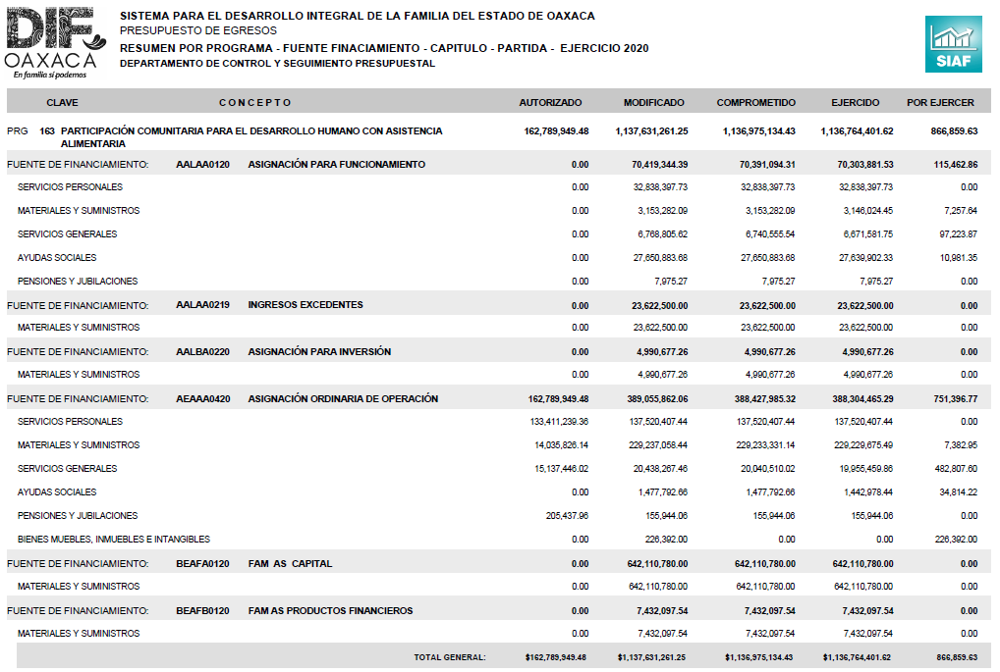 DIF
OAXACA
En familia sí podemos
SISTEMA PARA EL DESARROLLO INTEGRAL DE LA FAMILIA DEL ESTADO DE OAXACA
PRESUPUESTO DE EGRESOS
RESUMEN POR PROGRAMA - FUENTE FINACIAMIENTO - CAPITULO - PARTIDA - EJERCICIO 2020
DEPARTAMENTO DE CONTROL Y SEGUIMIENTO PRESUPUESTAL
SIAF
CLAVE C O N C E P T O AUTORIZADO MODIFICADO COMPROMETIDO EJERCIDO POR EJERCER
PRG 163 PARTICIPACIÓN COMUNITARIA PARA EL DESARROLLO HUMANO CON ASISTENCIA 162,789,949.48 1,137,631,261.25 1,136,975,134.43 1,136,764,401.62 866,859.63
ALIMENTARIA
FUENTE DE FINANCIAMIENTO: AALAA0120 ASIGNACIÓN PARA FUNCIONAMIENTO 0.00 70,419,344.39 70,391,094.31 70,303,881.53 115,462.86
SERVICIOS PERSONALES 0.00 32,838,397.73 32,838,397.73 32,838,397.73 0.00
MATERIALES Y SUMINISTROS 0.00 3,153,282.09 3,153,282.09 3,146,024.45 7,257.64
SERVICIOS GENERALES 0.00 6,768,805.62 6,740,555.54 6,671,581.75 97,223.87
AYUDAS SOCIALES 0.00 27,650,883.68 27,650,883.68 27,639,902.33 10,981.35
PENSIONES Y JUBILACIONES 0.00 7,975.27 7,975.27 7,975.27 0.00
FUENTE DE FINANCIAMIENTO: AALAA0219 INGRESOS EXCEDENTES 0.00 23,622,500.00 23,622,500.00 23,622,500.00 0.00
MATERIALES Y SUMINISTROS 0.00 23,622,500.00 23,622,500.00 23,622,500.00 0.00
FUENTE DE FINANCIAMIENTO: AALBA0220 ASIGNACIÓN PARA INVERSIÓN 0.00 4,990,677.26 4,990,677.26 4,990,677.26 0.00
MATERIALES Y SUMINISTROS 0.00 4,990,677.26 4,990,677.26 4,990,677.26 0.00
FUENTE DE FINANCIAMIENTO: AEAAA0420 ASIGNACIÓN ORDINARIA DE OPERACIÓN 162,789,949.48 389,055,862.06 388,427,985.32 388,304,465.29 751,396.77
SERVICIOS PERSONALES 133,411,239.36 137,520,407.44 137,520,407.44 137,520,407.44 0.00
MATERIALES Y SUMINISTROS 14,035,826.14 229,237,058.44 229,233,331.14 229,229,675.49 7,382.95
SERVICIOS GENERALES 15,137,446.02 20,438,267.46 20,040,510.02 19,955,459.86 482,807.60
AYUDAS SOCIALES 0.00 1,477,792.66 1,477,792.66 1,442,978.44 34,814.22
PENSIONES Y JUBILACIONES 205,437.96 155,944.06 155,944.06 155,944.06 0.00
BIENES MUEBLES, INMUEBLES E INTANGIBLES 0.00 226,392.00 0.00 0.00 226,392.00
FUENTE DE FINANCIAMIENTO: BEAFA0120 FAM AS CAPITAL 0.00 642,110,780.00 642,110,780.00 642,110,780.00 0.00
MATERIALES Y SUMINISTROS 0.00 642,110,780.00 642,110,780.00 642,110,780.00 0.00
FUENTE DE FINANCIAMIENTO: BEAFB0120 FAM AS PRODUCTOS FINANCIEROS 0.00 7,432,097.54 7,432,097.54 7,432,097.54 0.00
MATERIALES Y SUMINISTROS 0.00 7,432,097.54 7,432,097.54 7,432,097.54 0.00
TOTAL GENERAL: $162,789,949.48 $1,137,631,261.25 $1,136,975,134.43 $1,136,764,401.62 866,859.63